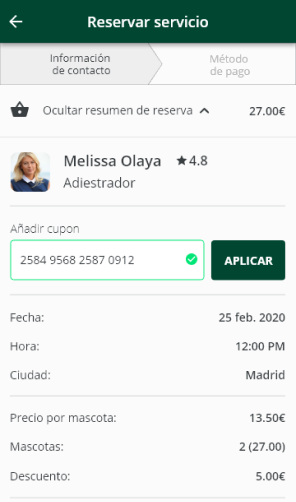 Reservar servicio
Información
de contacto
Método
de pago
Ocultar resumen de reserva
27.00€
Melissa Olaya
4.8
Adiestrador
Añadir cupon
2584 9568 2587 0912
APLICAR
Fecha: 25 feb. 2020
Hora: 12:00 PM
Ciudad: Madrid
Precio por mascota: 13.50€
Mascotas: 2 (27.00)
Descuento: 5.00€